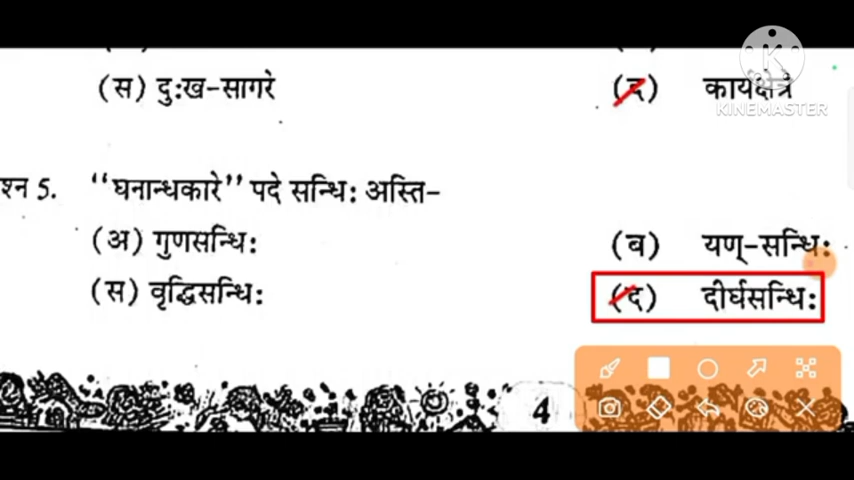 (स) दुःख-सागरे (द) कायक्षेत्रे
KINEMASTER
श्न 5. “घनान्धकारे” पदे सन्धिः अस्ति-
(अ) गुणसन्धिः (ब) यण्-सन्धिः
(स) वृद्धिसन्धिः (द) दीर्घसन्धिः
4